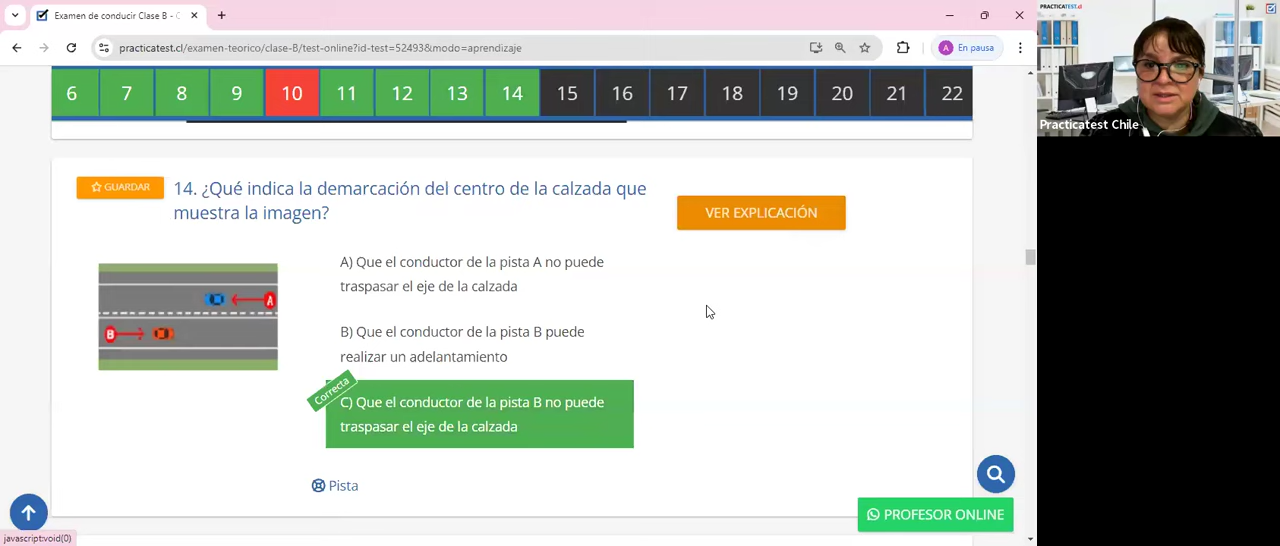 Examen de conducir Clase B - C
practicatest.cl/examen-teorico/clase-B/test-online?id-test=52493&modo=aprendizaje
A
En pausa
6 7 8 9 10 11 12 13 14 15 16 17 18 19 20 21 22
GUARDAR
14. ¿Qué indica la demarcación del centro de la calzada que
muestra la imagen?
VER EXPLICACIÓN
A
B
A) Que el conductor de la pista A no puede
traspasar el eje de la calzada
B) Que el conductor de la pista B puede
realizar un adelantamiento
Correcta
C) Que el conductor de la pista B no puede
traspasar el eje de la calzada
Pista
PROFESOR ONLINE
javascript:void(0)
PRACTICATEST.cl
Practicatest Chile